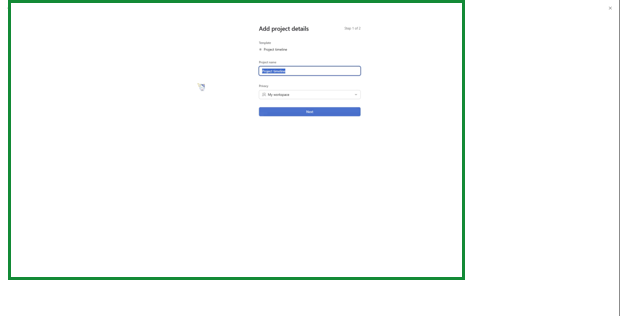 Add project details
Step 1 of 2
Template
Project timeline
Project name
Project timeline
Privacy
My workspace
Next